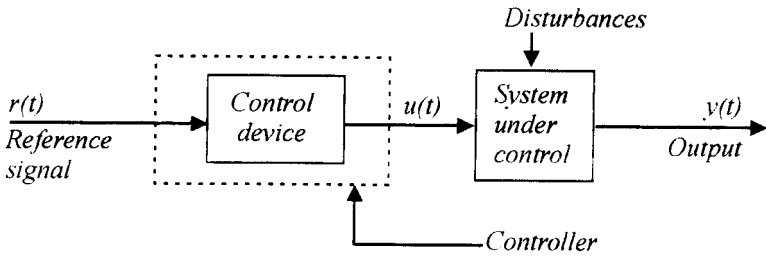 Disturbances
r(t)
Reference
signal
Control
device
u(t)
System
under
control
y(t)
Output
Controller